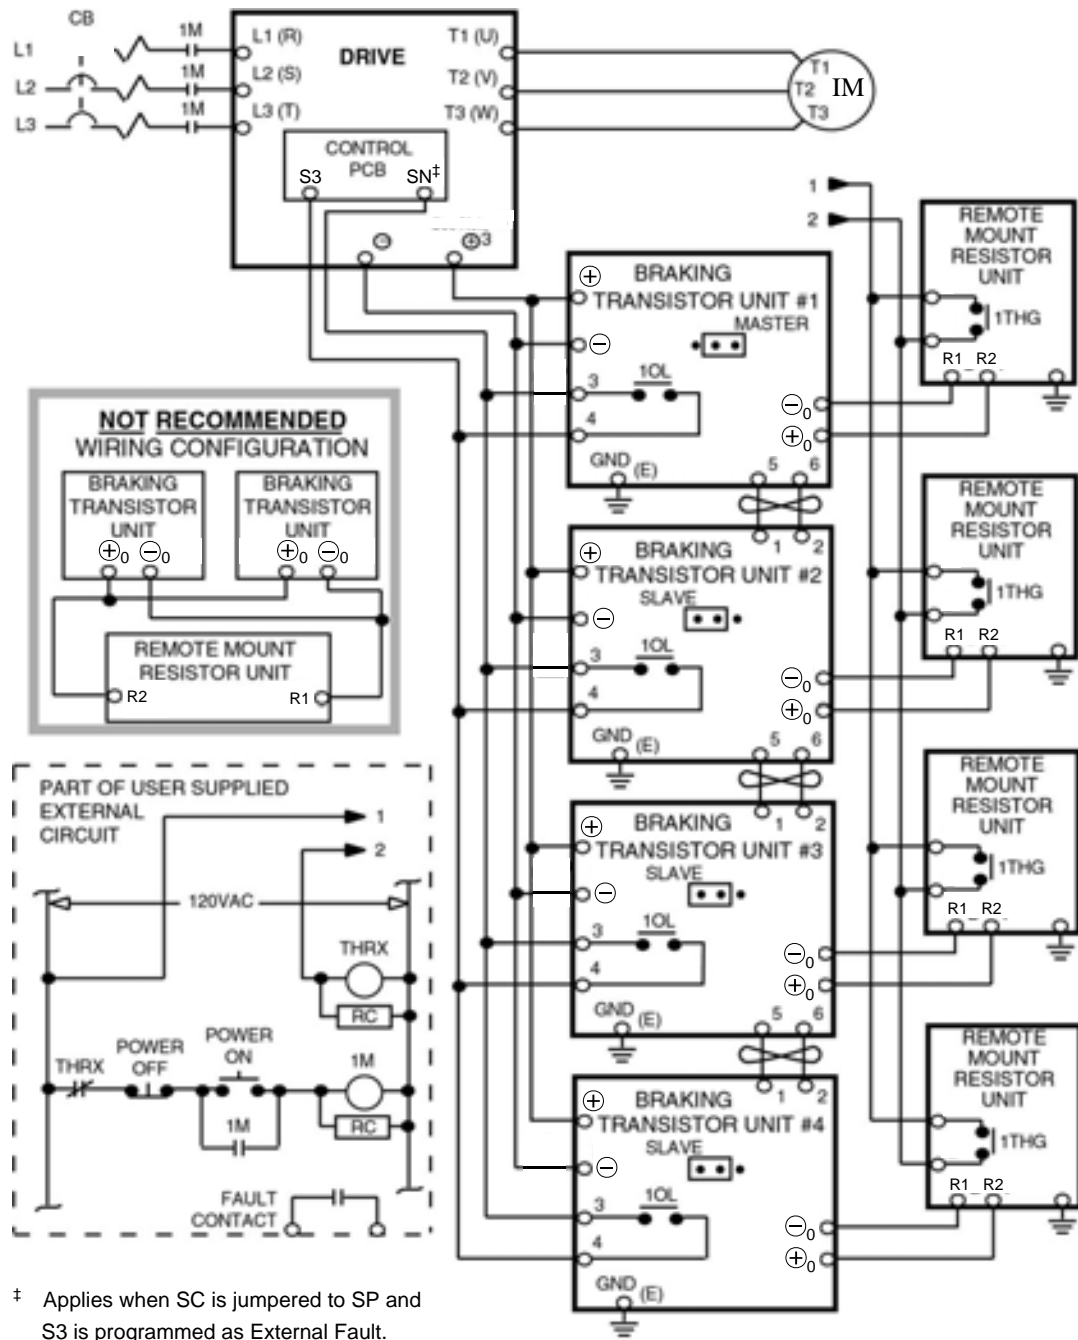 CB
L1
L2
L3
1M
1M
1M
L1 (R)
L2 (S)
L3 (T)
DRIVE
T1 (U)
T2 (V)
T3 (W)
T1
T2
T3
IM
CONTROL
PCB
S3
SN‡
⊖
⊕3
1
2
⊕
BRAKING
TRANSISTOR UNIT #1
MASTER
⊖
3
1OL
4
GND (E)
5
6
⊖0
⊕0
REMOTE
MOUNT
RESISTOR
UNIT
1THG
R1
R2
NOT RECOMMENDED
WIRING CONFIGURATION
BRAKING
TRANSISTOR
UNIT
⊕0
⊖0
BRAKING
TRANSISTOR
UNIT
⊕0
⊖0
REMOTE MOUNT
RESISTOR UNIT
R2
R1
1
2
⊕
BRAKING
TRANSISTOR UNIT #2
SLAVE
⊖
3
1OL
4
GND (E)
5
6
⊖0
⊕0
REMOTE
MOUNT
RESISTOR
UNIT
1THG
R1
R2
1
2
⊕
BRAKING
TRANSISTOR UNIT #3
SLAVE
⊖
3
1OL
4
GND (E)
5
6
⊖0
⊕0
REMOTE
MOUNT
RESISTOR
UNIT
1THG
R1
R2
1
2
⊕
BRAKING
TRANSISTOR UNIT #4
SLAVE
⊖
3
1OL
4
GND (E)
⊖0
⊕0
REMOTE
MOUNT
RESISTOR
UNIT
1THG
R1
R2
PART OF USER SUPPLIED
EXTERNAL
CIRCUIT
1
2
120VAC
THRX
RC
THRX
POWER
OFF
POWER
ON
1M
RC
1M
FAULT
CONTACT
‡ Applies when SC is jumpered to SP and
S3 is programmed as External Fault.